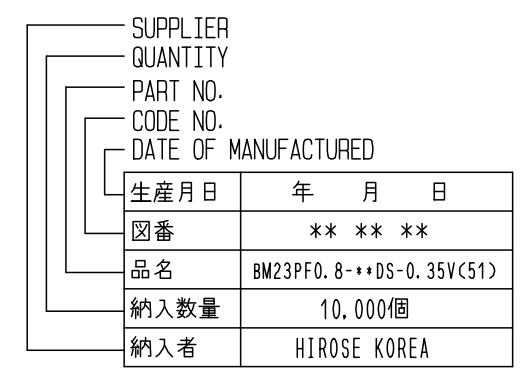 SUPPLIER
QUANTITY
PART NO.
CODE NO.
DATE OF MANUFACTURED
生産月日 年 月 日
図番 ** ** **
品名 BM23PF0.8-**DS-0.35V(51)
納入数量 10,000個
納入者 HIROSE KOREA